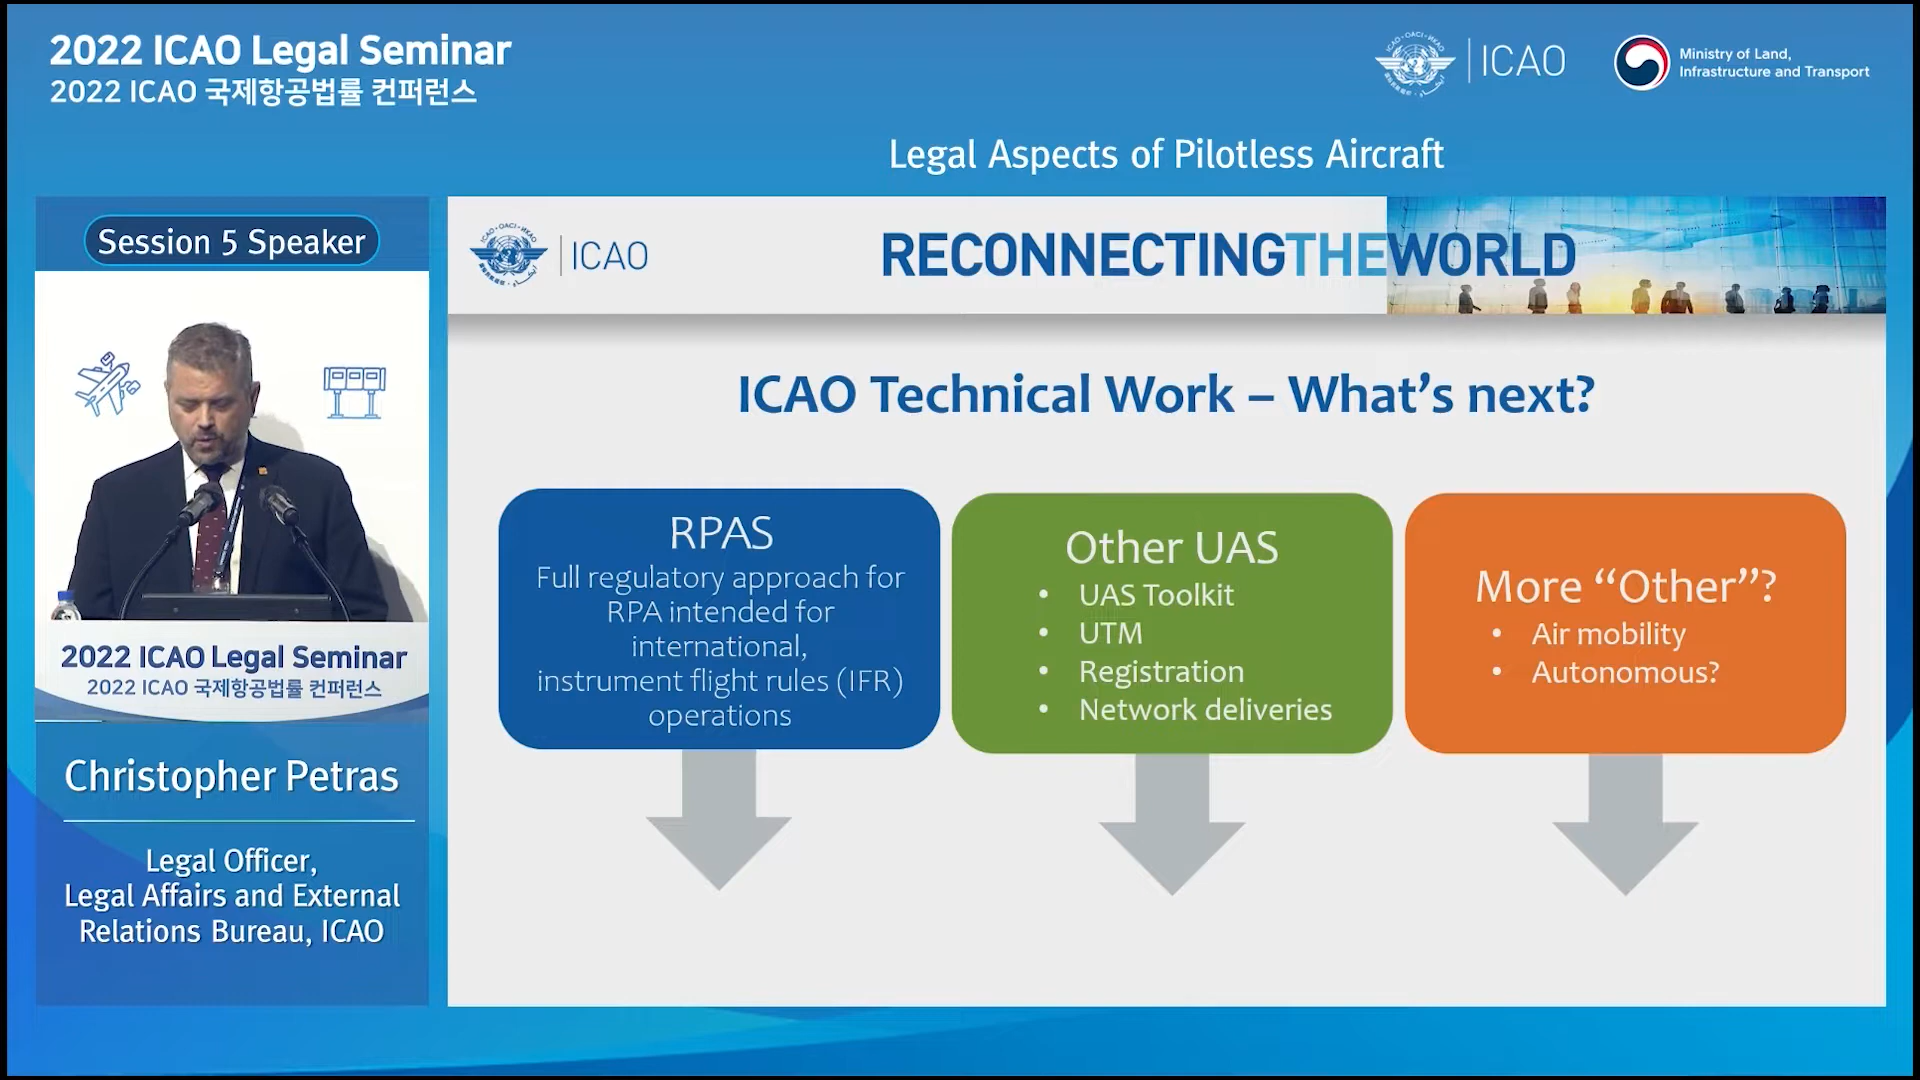 2022 ICAO Legal Seminar
2022 ICAO 국제항공법률 컨퍼런스
ICAO
Ministry of Land,
Infrastructure and Transport
Legal Aspects of Pilotless Aircraft
Session 5 Speaker
2022 ICAO Legal Seminar
2022 ICAO 국제항공법률 컨퍼런스
Christopher Petras
Legal Officer,
Legal Affairs and External
Relations Bureau, ICAO
ICAO
RECONNECTINGTHEWORLD
ICAO Technical Work – What's next?
RPAS
Full regulatory approach for
RPA intended for
international,
instrument flight rules (IFR)
operations
Other UAS
• UAS Toolkit
• UTM
• Registration
• Network deliveries
More “Other”?
• Air mobility
• Autonomous?